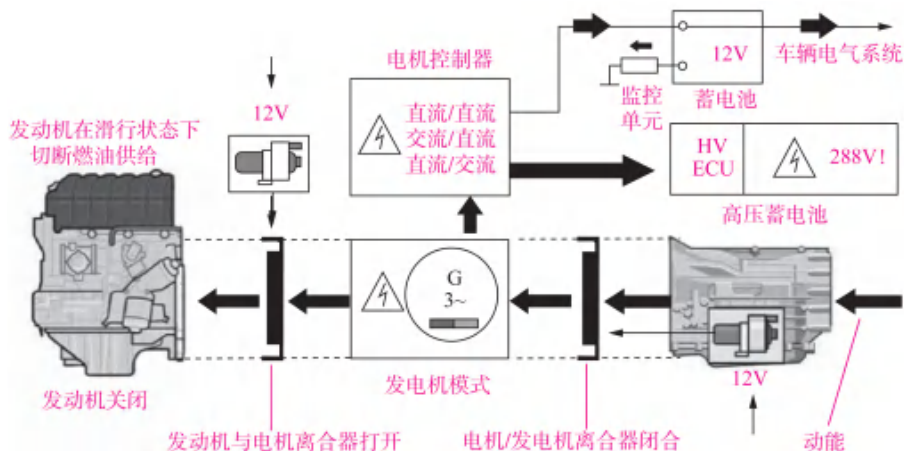 电机控制器
12V
直流/直流
交流/直流
直流/交流
12V
车辆电气系统
监控
单元
蓄电池
发动机在滑行状态下
切断燃油供给
HV
ECU
288V!
高压蓄电池
G
3~
发动机关闭
发电机模式
12V
发动机与电机离合器打开
电机/发电机离合器闭合
动能